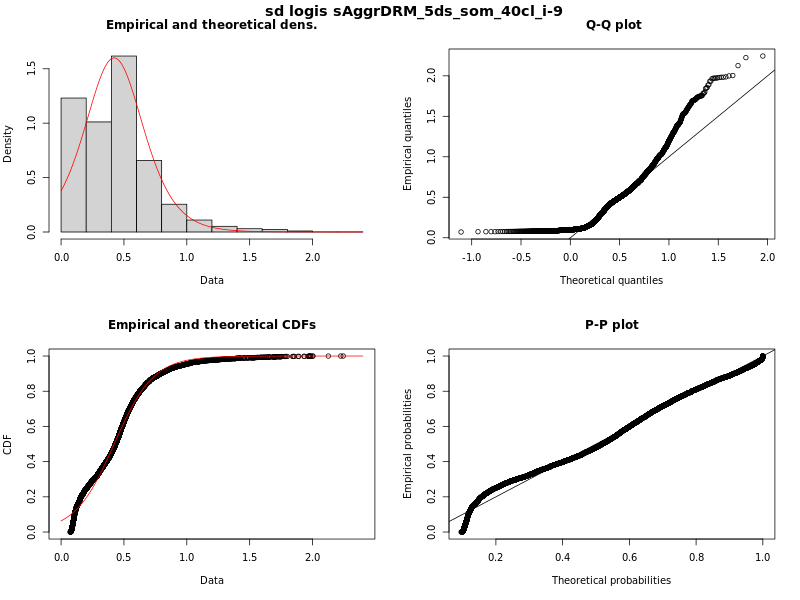 sd logis sAggrDRM_5ds_som_40cl_i-9
Empirical and theoretical dens.
Density
0.0 0.5 1.0 1.5
0.0 0.5 1.0 1.5 2.0
Data
Q-Q plot
Empirical quantiles
0.0 0.5 1.0 1.5 2.0
-1.0 -0.5 0.0 0.5 1.0 1.5 2.0
Theoretical quantiles
Empirical and theoretical CDFs
CDF
0.0 0.2 0.4 0.6 0.8 1.0
0.0 0.5 1.0 1.5 2.0
Data
P-P plot
Empirical probabilities
0.0 0.2 0.4 0.6 0.8 1.0
0.2 0.4 0.6 0.8 1.0
Theoretical probabilities